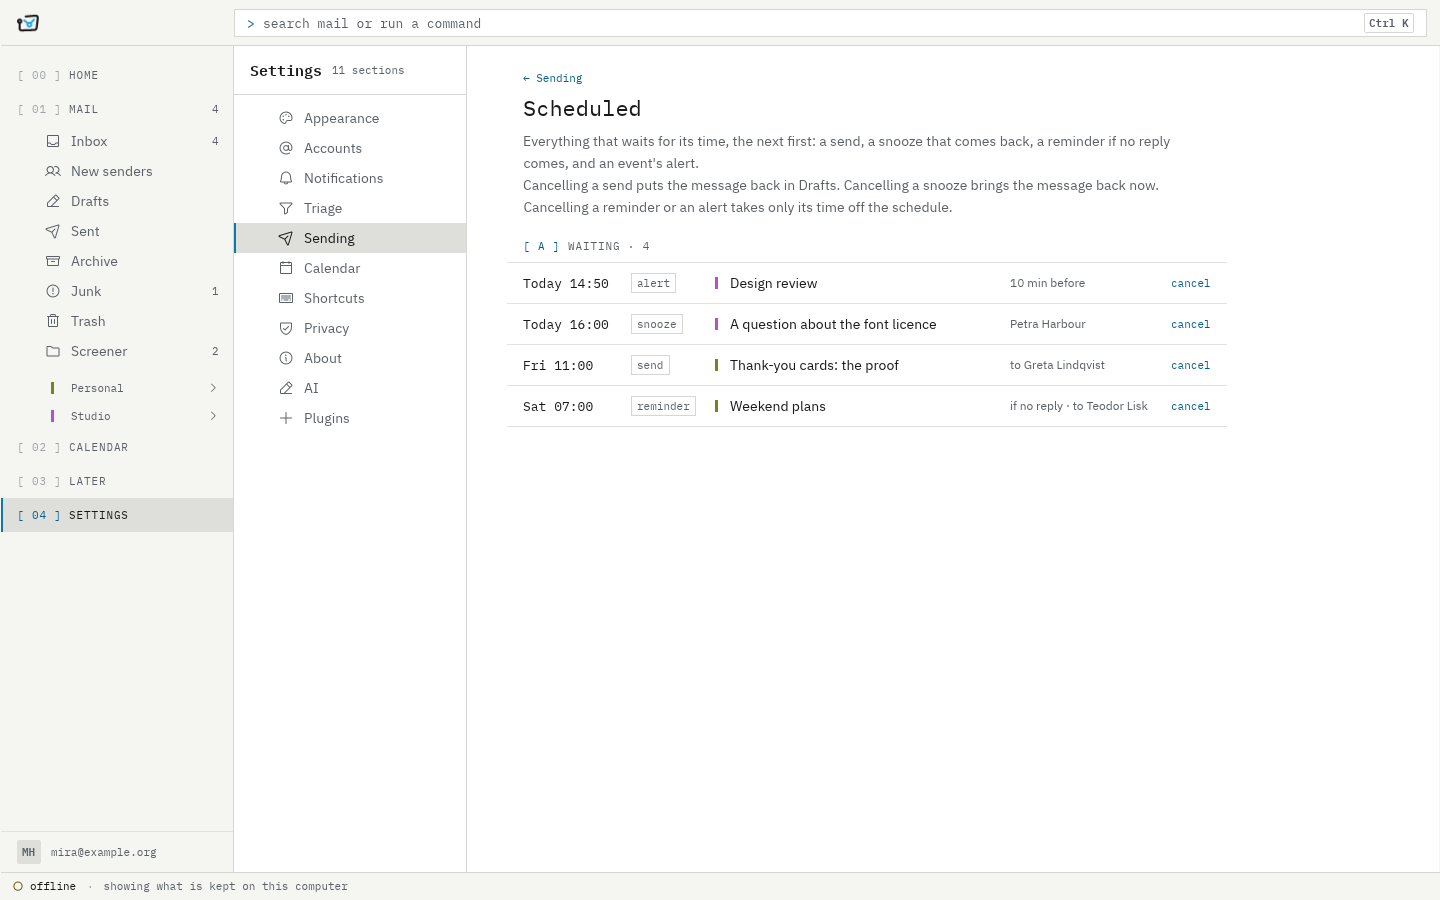 > search mail or run a command Ctrl K
[ 00 ] HOME
[ 01 ] MAIL 4
Inbox 4
New senders
Drafts
Sent
Archive
Junk 1
Trash
Screener 2
Personal
Studio
[ 02 ] CALENDAR
[ 03 ] LATER
[ 04 ] SETTINGS
MH mira@example.org
Settings 11 sections
Appearance
Accounts
Notifications
Triage
Sending
Calendar
Shortcuts
Privacy
About
AI
Plugins
← Sending
Scheduled
Everything that waits for its time, the next first: a send, a snooze that comes back, a reminder if no reply
comes, and an event's alert.
Cancelling a send puts the message back in Drafts. Cancelling a snooze brings the message back now.
Cancelling a reminder or an alert takes only its time off the schedule.
[ A ] WAITING · 4
Today 14:50 alert Design review 10 min before cancel
Today 16:00 snooze A question about the font licence Petra Harbour cancel
Fri 11:00 send Thank-you cards: the proof to Greta Lindqvist cancel
Sat 07:00 reminder Weekend plans if no reply · to Teodor Lisk cancel
offline · showing what is kept on this computer